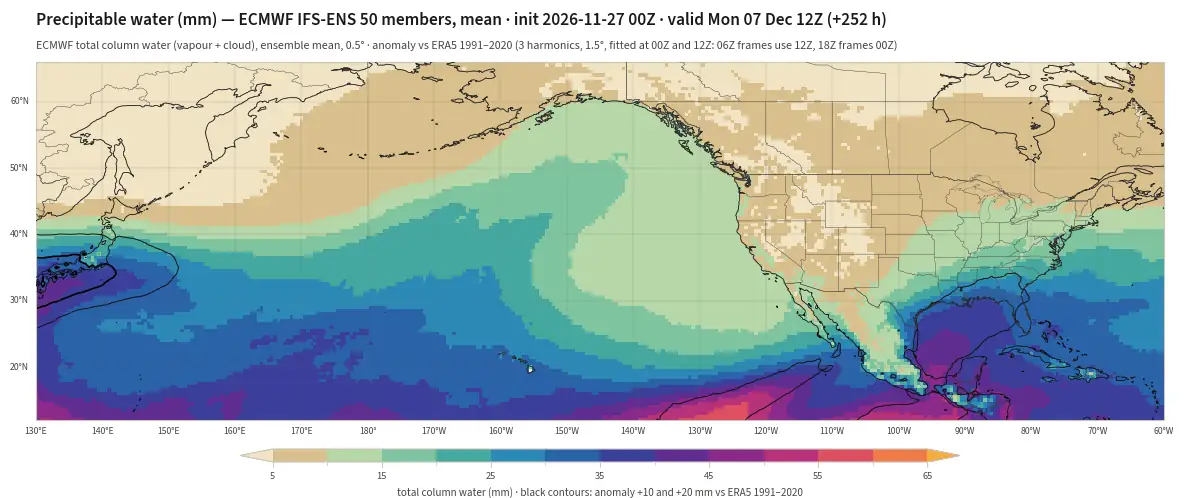 Precipitable water (mm) — ECMWF IFS-ENS 50 members, mean · init 2026-11-27 00Z · valid Mon 07 Dec 12Z (+252 h)
ECMWF total column water (vapour + cloud), ensemble mean, 0.5° · anomaly vs ERA5 1991–2020 (3 harmonics, 1.5°, fitted at 00Z and 12Z: 06Z frames use 12Z, 18Z frames 00Z)
60°N
50°N
40°N
30°N
20°N
130°E 140°E 150°E 160°E 170°E 180° 170°W 160°W 150°W 140°W 130°W 120°W 110°W 100°W 90°W 80°W 70°W 60°W
5 15 25 35 45 55 65
total column water (mm) · black contours: anomaly +10 and +20 mm vs ERA5 1991–2020